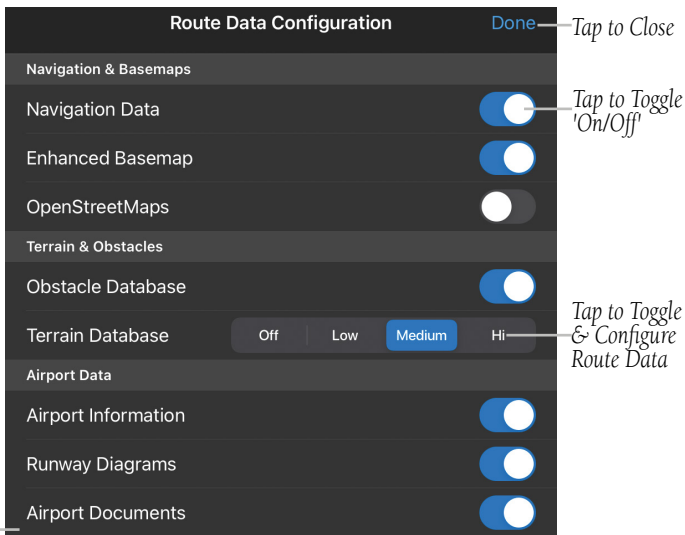 Route Data Configuration Done Tap to Close
Navigation & Basemaps
Navigation Data
Tap to Toggle
'On/Off'
Enhanced Basemap
OpenStreetMaps
Terrain & Obstacles
Obstacle Database
Terrain Database Off Low Medium Hi
Tap to Toggle
& Configure
Route Data
Airport Data
Airport Information
Runway Diagrams
Airport Documents